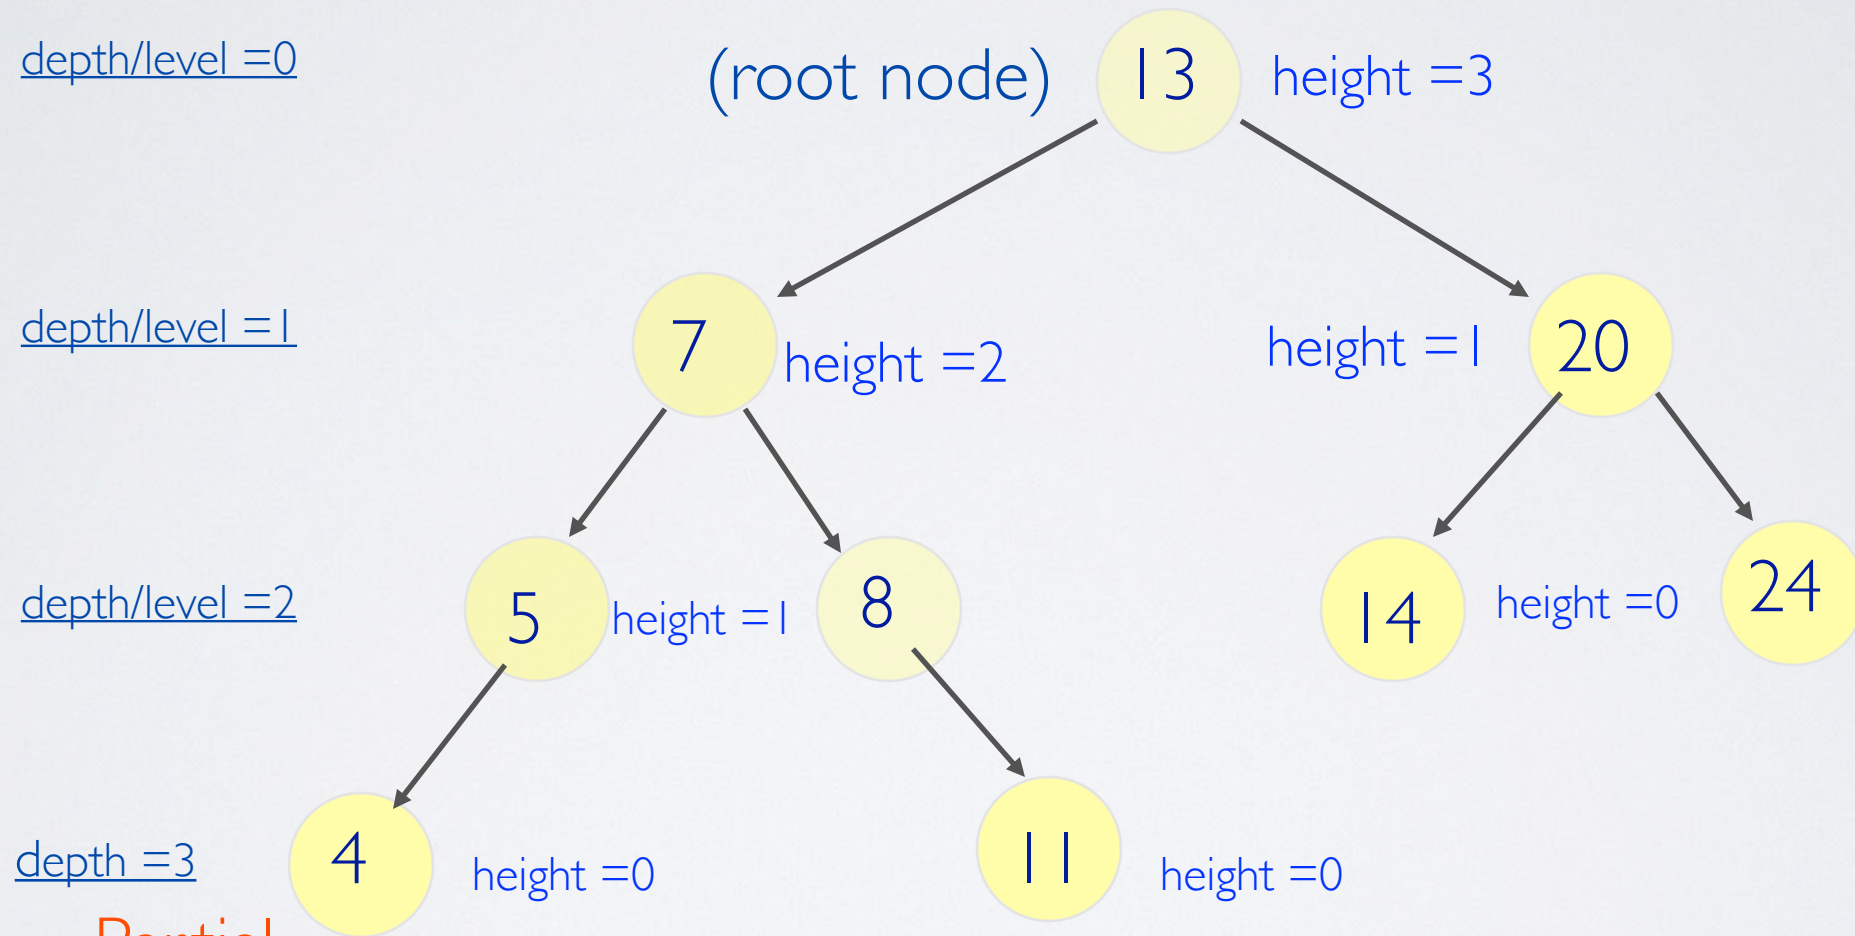 depth/level =0
(root node) 13 height =3
depth/level =1
7 height =2
height =1 20
depth/level =2
5 height =1 8
14 height =0 24
depth =3
4 height =0
11 height =0
Partial